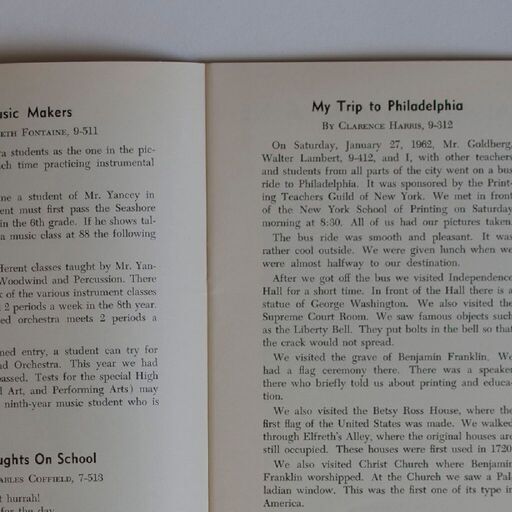 usic Makers
ETH FONTAINE, 9-511
ra students as the one in the pic-
ch time practicing instrumental
me a student of Mr. Yancey in
ent must first pass the Seashore
in the 6th grade. If he shows tal-
a music class at 88 the following
fferent classes taught by Mr. Yan-
Woodwind and Percussion. There
k of the various instrument classes
2 periods a week in the 8th year.
ed orchestra meets 2 periods a
ned entry, a student can try for
nd Orchestra. This year we had
passed. Tests for the special High
l Art, and Performing Arts) may
ninth-year music student who is
ughts On School
ARLES COFFIELD, 7-513
t hurrah!
for the day
My Trip to Philadelphia
BY CLARENCE HARRIS, 9-312
On Saturday, January 27, 1962, Mr. Goldberg,
Walter Lambert, 9-412, and I, with other teachers
and students from all parts of the city went on a bus
ride to Philadelphia. It was sponsored by the Print-
ing Teachers Guild of New York. We met in front
of the New York School of Printing on Saturday
morning at 8:30. All of us had our pictures taken.
The bus ride was smooth and pleasant. It was
rather cool outside. We were given lunch when we
were almost halfway to our destination.
After we got off the bus we visited Independence
Hall for a short time. In front of the Hall there is a
statue of George Washington. We also visited the
Supreme Court Room. We saw famous objects such
as the Liberty Bell. They put bolts in the bell so that
the crack would not spread.
We visited the grave of Benjamin Franklin. We
had a flag ceremony there. There was a speaker
there who briefly told us about printing and educa-
tion.
We also visited the Betsy Ross House, where the
first flag of the United States was made. We walked
through Elfreth's Alley, where the original houses are
still occupied. These houses were first used in 1720.
We also visited Christ Church where Benjamin
Franklin worshipped. At the Church we saw a Pal-
ladian window. This was the first one of its type in
America.